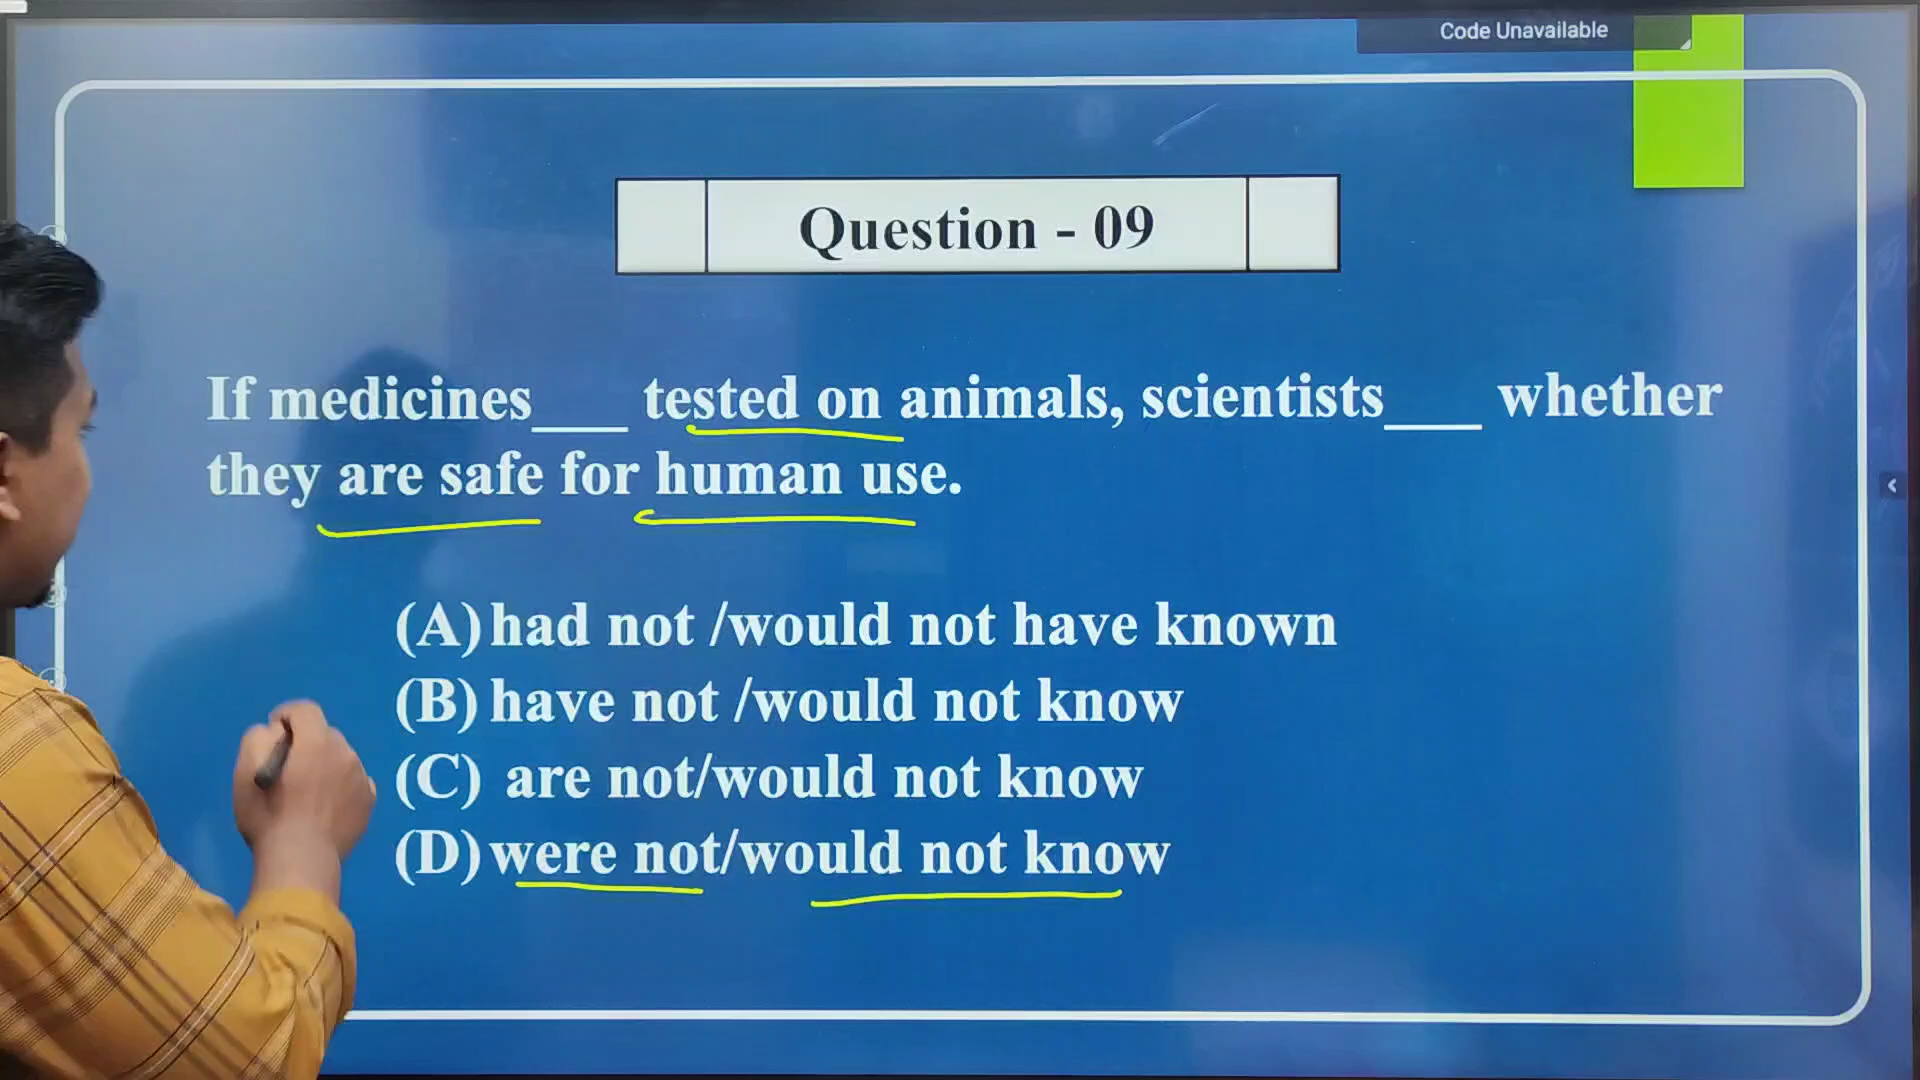 Code Unavailable
Question - 09
If medicines___ tested on animals, scientists___ whether
they are safe for human use.
(A) had not /would not have known
(B) have not /would not know
(C) are not/would not know
(D) were not/would not know